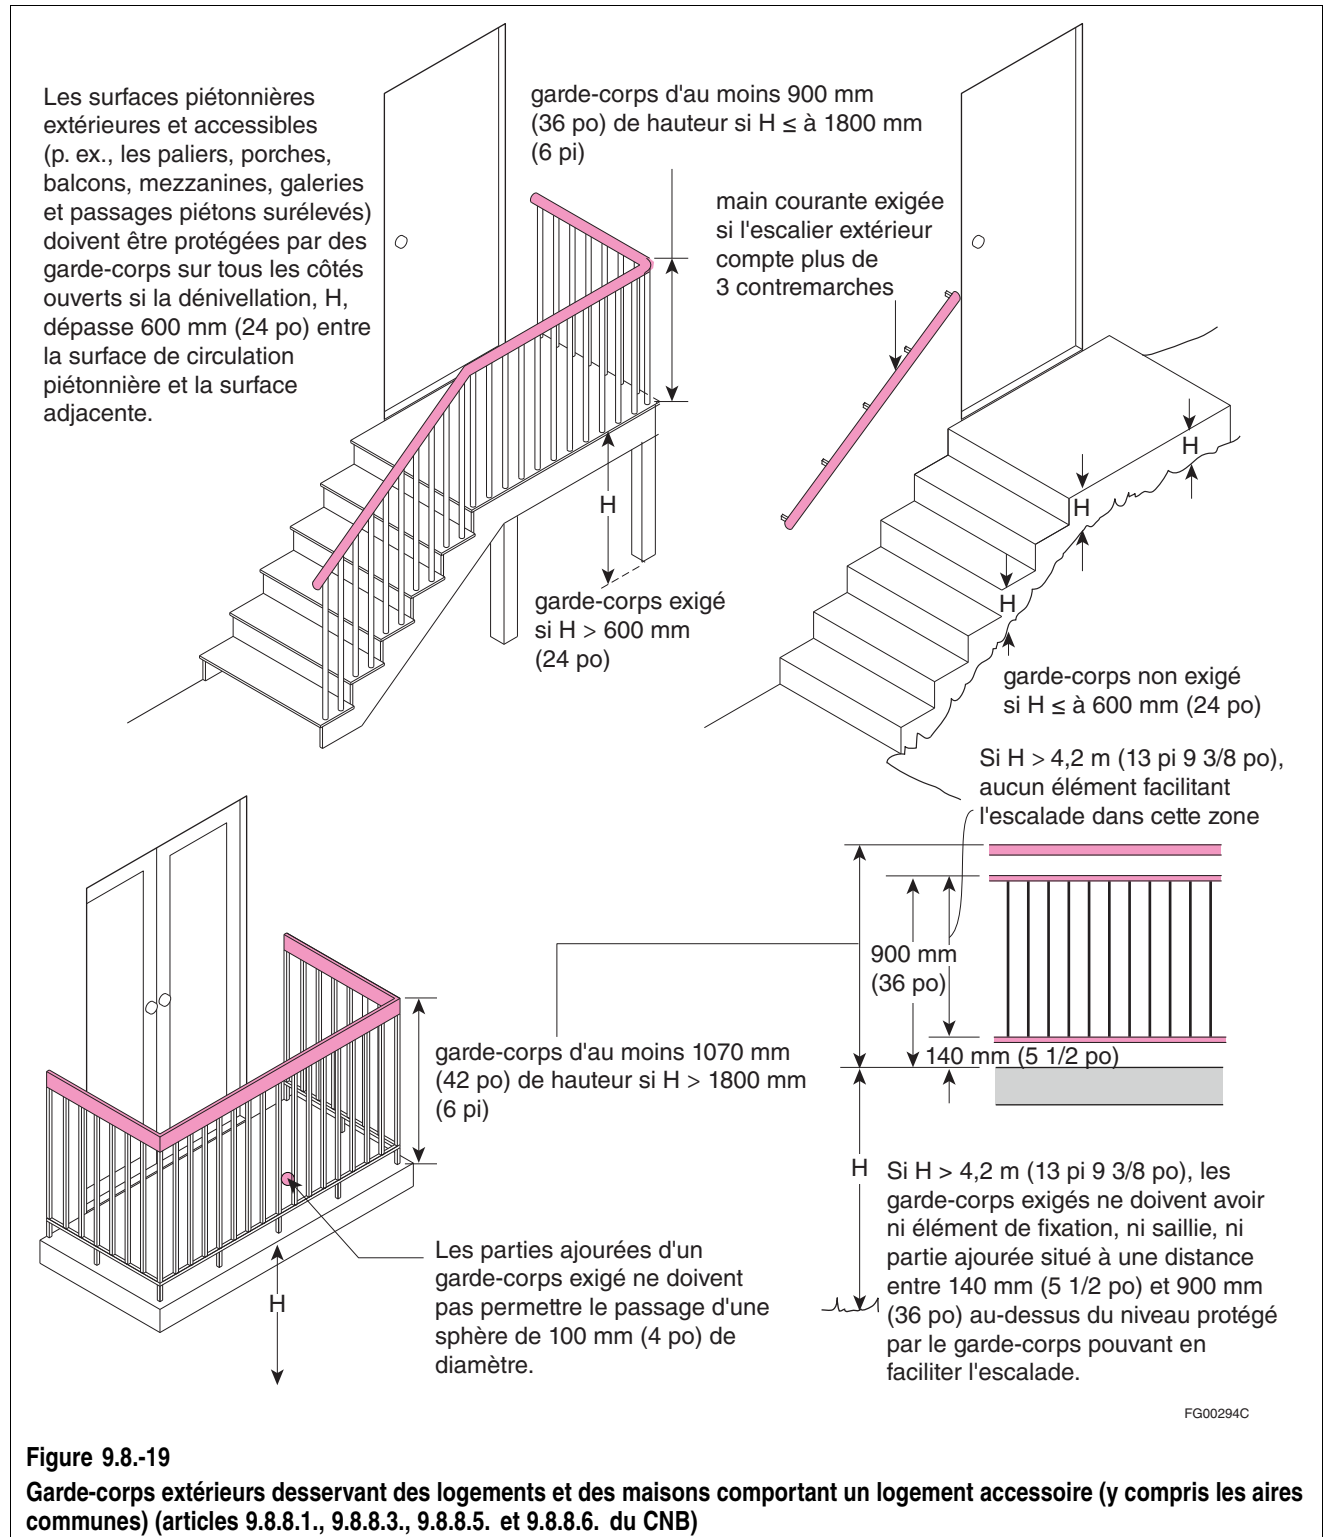 Les surfaces piétonnières
extérieures et accessibles
(p. ex., les paliers, porches,
balcons, mezzanines, galeries
et passages piétons surélevés)
doivent être protégées par des
garde-corps sur tous les côtés
ouverts si la dénivellation, H,
dépasse 600 mm (24 po) entre
la surface de circulation
piétonnière et la surface
adjacente.
garde-corps d'au moins 900 mm
(36 po) de hauteur si H ≤ à 1800 mm
(6 pi)
main courante exigée
si l'escalier extérieur
compte plus de
3 contremarches
H
garde-corps exigé
si H > 600 mm
(24 po)
H
H
H
garde-corps non exigé
si H ≤ à 600 mm (24 po)
Si H > 4,2 m (13 pi 9 3/8 po),
aucun élément facilitant
l'escalade dans cette zone
900 mm
(36 po)
140 mm (5 1/2 po)
garde-corps d'au moins 1070 mm
(42 po) de hauteur si H > 1800 mm
(6 pi)
H
Les parties ajourées d'un
garde-corps exigé ne doivent
pas permettre le passage d'une
sphère de 100 mm (4 po) de
diamètre.
H
Si H > 4,2 m (13 pi 9 3/8 po), les
garde-corps exigés ne doivent avoir
ni élément de fixation, ni saillie, ni
partie ajourée situé à une distance
entre 140 mm (5 1/2 po) et 900 mm
(36 po) au-dessus du niveau protégé
par le garde-corps pouvant en
faciliter l'escalade.
FG00294C
Figure 9.8.-19
Garde-corps extérieurs desservant des logements et des maisons comportant un logement accessoire (y compris les aires
communes) (articles 9.8.8.1., 9.8.8.3., 9.8.8.5. et 9.8.8.6. du CNB)